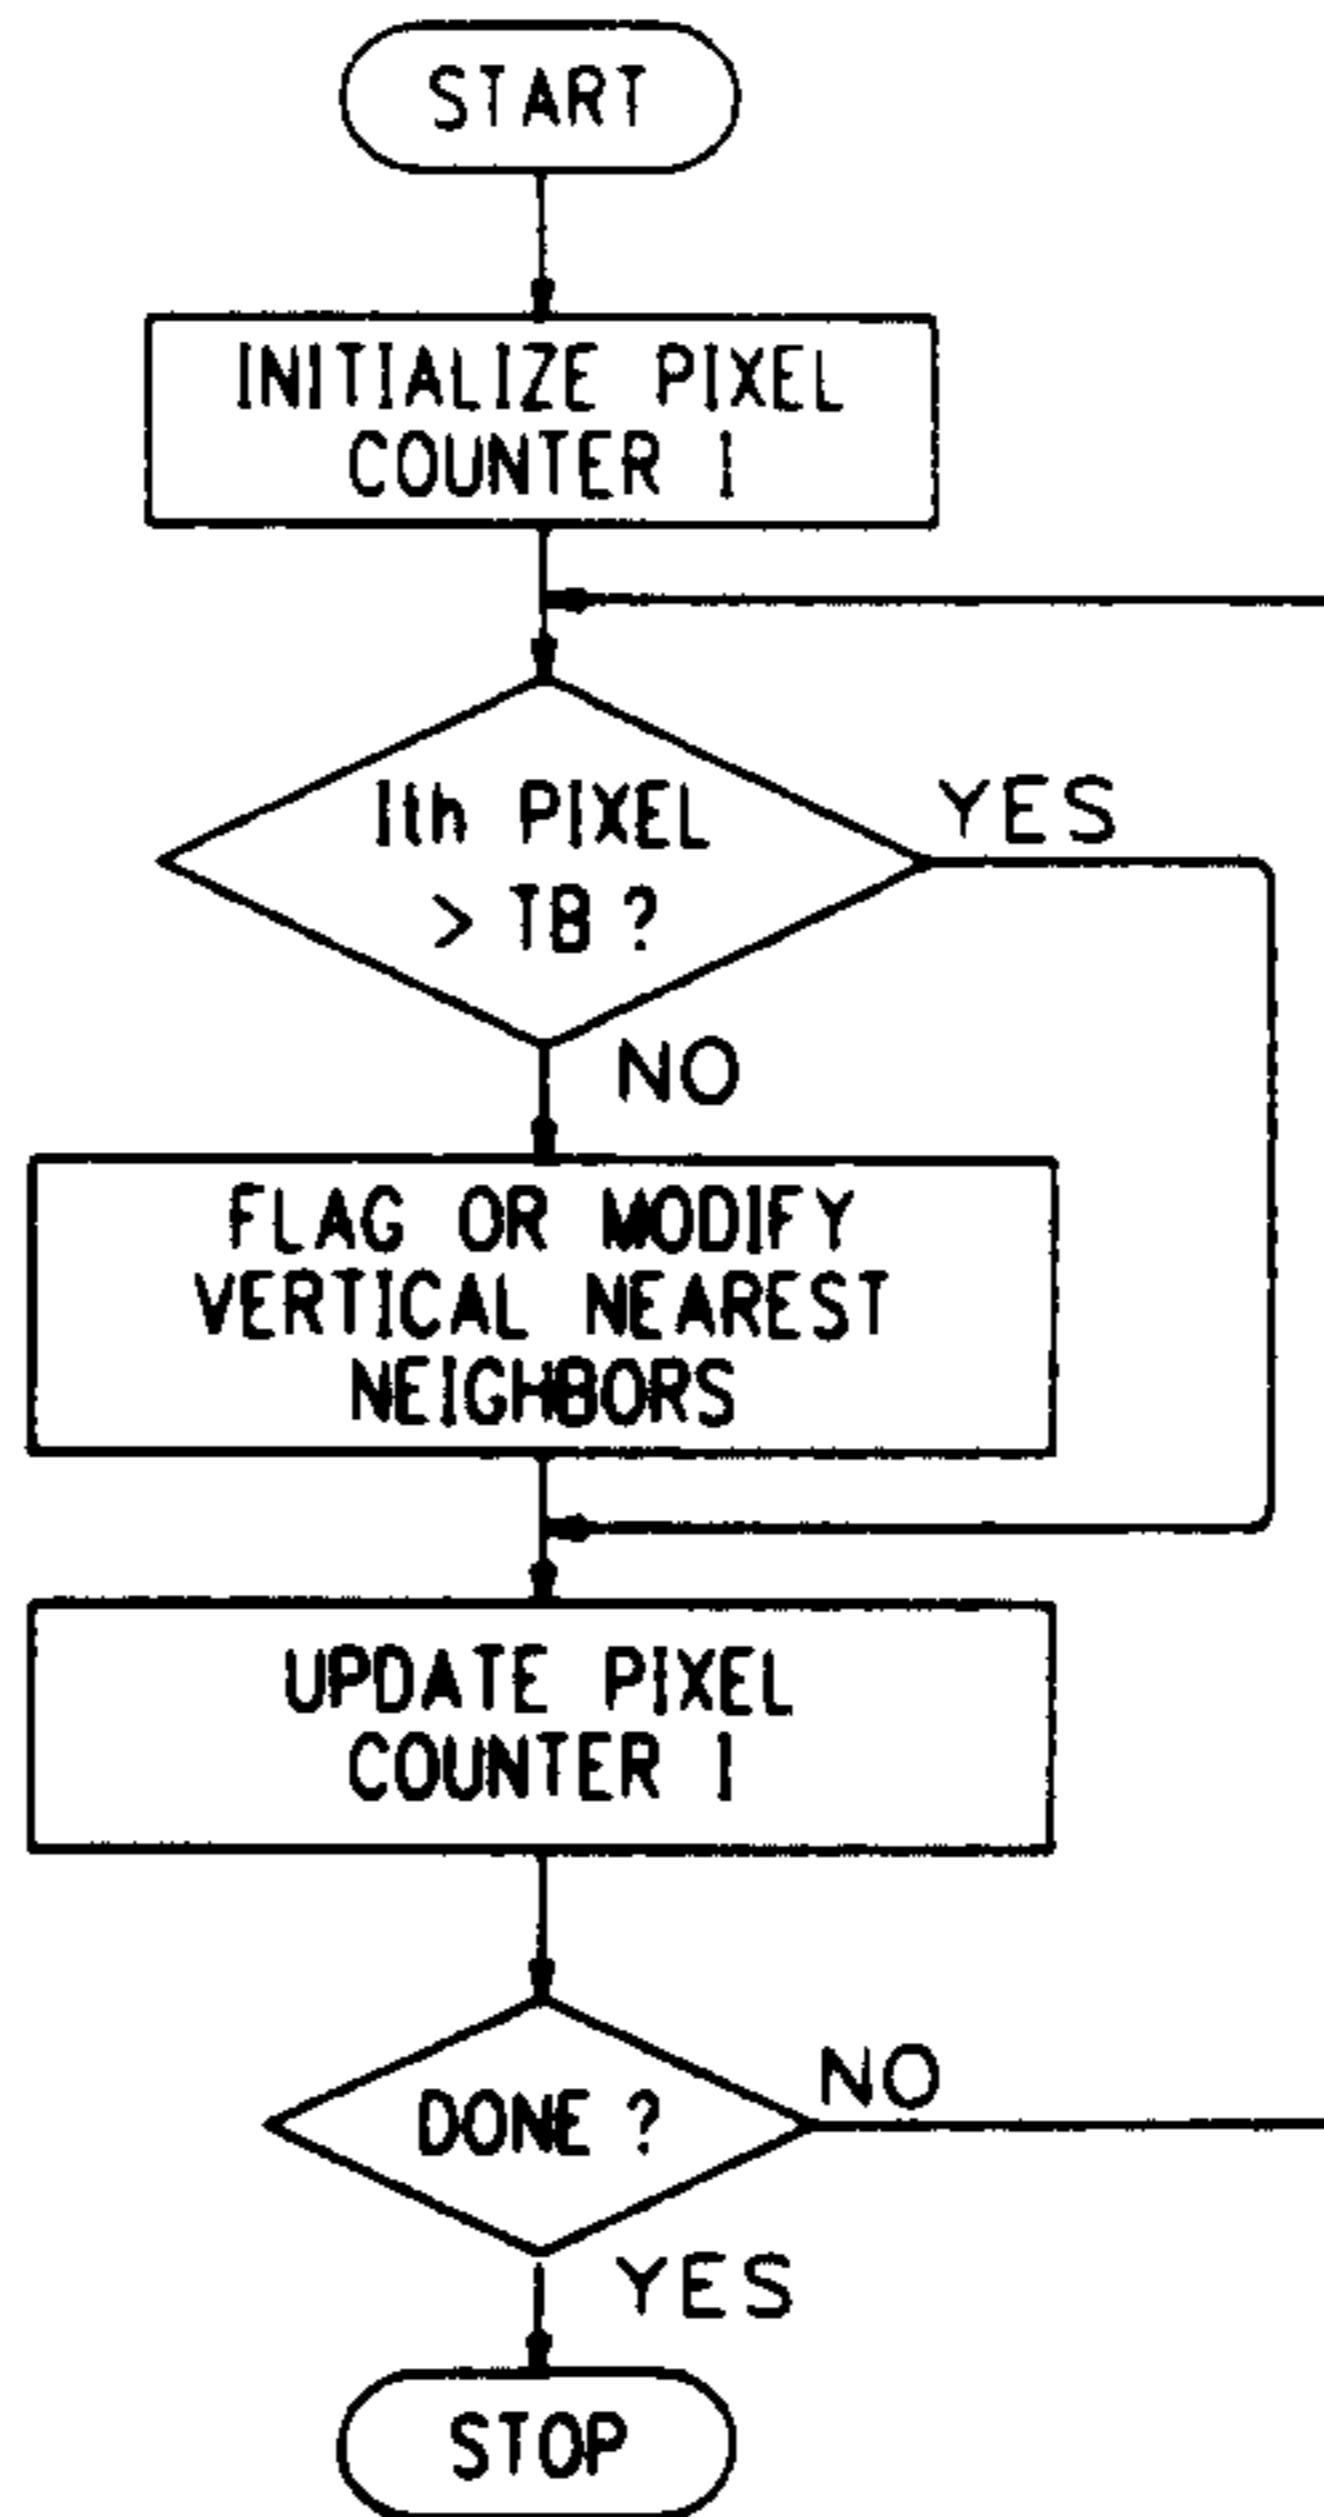 START
INITIALIZE PIXEL
COUNTER I
Ith PIXEL
> TB ?
YES
NO
FLAG OR MODIFY
VERTICAL NEAREST
NEIGHBORS
UPDATE PIXEL
COUNTER I
DONE ?
NO
YES
STOP